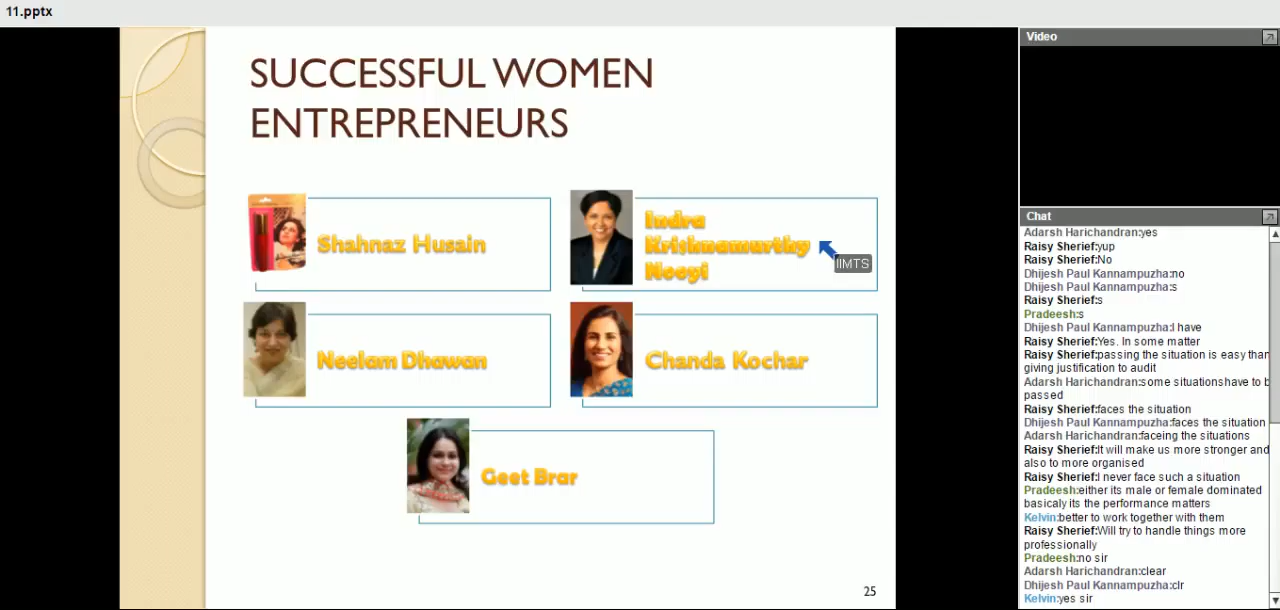 11.pptx
SUCCESSFUL WOMEN
ENTREPRENEURS
Shahnaz Husain
Indra
Krishnamurthy
Nooyi
IIMTS
Neelam Dhawan
Chanda Kochar
Geet Brar
25
Video
Chat
Adarsh Harichandran:yes
Raisy Sherief:yup
Raisy Sherief:No
Dhijesh Paul Kannampuzha:no
Dhijesh Paul Kannampuzha:s
Raisy Sherief:s
Pradeesh:s
Dhijesh Paul Kannampuzha:I have
Raisy Sherief:Yes. In some matter
Raisy Sherief:passing the situation is easy than
giving justification to audit
Adarsh Harichandran:some situationshave to b
passed
Raisy Sherief:faces the situation
Dhijesh Paul Kannampuzha:faces the situation
Adarsh Harichandran:faceing the situations
Raisy Sherief:It will make us more stronger and
also to more organised
Raisy Sherief:I never face such a situation
Pradeesh:either its male or female dominated
basicaly its the performance matters
Kelvin:better to work together with them
Raisy Sherief:Will try to handle things more
professionally
Pradeesh:no sir
Adarsh Harichandran:clear
Dhijesh Paul Kannampuzha:clr
Kelvin:yes sir